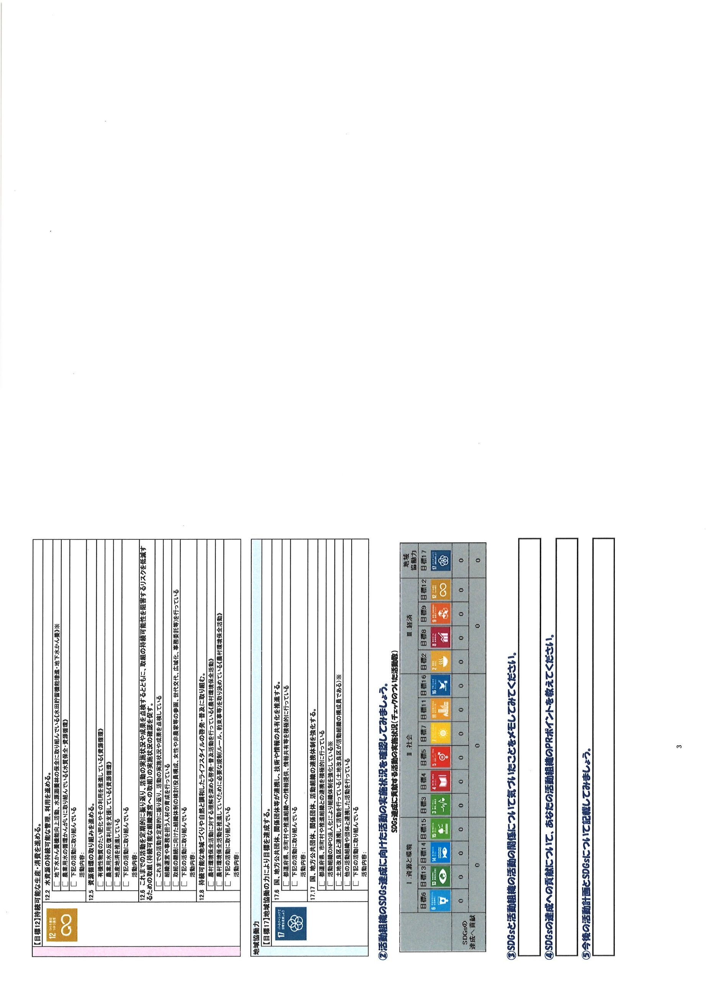 【目標12】持続可能な生産・消費を進める。
12 つくる責任 つかう責任
12.2 水資源の持続可能な管理、利用を進める。
□ 地下水かん養機能向上活動、水源涵養林の保全に取り組んでいる《水田貯留機能増進・地下水かん養》※
□ 農業用水の循環かんがいに取り組んでいる《水質保全・資源循環》
□ 下記の活動に取り組んでいる
活動内容：
12.5 資源循環の取り組みを進める。
□ 有機性物質のたい肥化やその利用を推進している《資源循環》
□ 農業用水の反復利用を支援している《資源循環》
□ 地産地消を推進している
□ 下記の活動に取り組んでいる
活動内容：
12.6 これまでの活動を定期的に振り返り、活動の実施状況や成果を点検するとともに、取組の持続可能性を阻害するリスクを低減す
るための取組（持続可能な組織運営への取組）の実施状況の確認を促す。
□ これまでの活動を定期的に振り返り、活動の実施状況や成果を点検している
□ 組織運営や事務を担う人材の育成を行っている
□ 取組の継続に向けた組織体制の検討（役員構成、女性や非農家等の参画、世代交代、広域化、事務委託等）を行っている
□ 下記の活動に取り組んでいる
活動内容：
12.8 持続可能な地域づくりや自然と調和したライフスタイルの啓発・普及に取り組む。
□ 農村環境保全活動に対する理解を深める啓発・普及活動を行っている《農村環境保全活動》
□ 農村環境保全活動を推進していくために必要な規制（ルール、約束事等）を取り決めている《農村環境保全活動》
□ 下記の活動に取り組んでいる
活動内容：
地域協働力
【目標17】地域協働の力により目標を達成する。
17 パートナーシップで 目標を達成しよう
17.6 国、地方公共団体、関係団体等が連携し、技術や情報の共有化を推進する。
□ 都道府県、市町村や推進組織への情報提供、情報共有等を積極的に行っている
□ 下記の活動に取り組んでいる
活動内容：
17.17 国、地方公共団体、関係団体、活動組織の連携体制を強化する。
□ 都道府県、市町村や推進組織との連携を積極的に行っている
□ 活動組織のNPO法人化により組織体制を強化している※
□ 土地改良区と連携して活動を行っている（土地改良区が活動組織の構成員である）※
□ 他の活動組織や団体と連携した活動を行っている
□ 下記の活動に取り組んでいる
活動内容：
②活動組織のSDGs達成に向けた活動の実施状況を確認してみましょう。
SDGs達成に貢献する活動の実施状況（チェックのついた活動数）
Ⅰ.資源と環境 Ⅱ.社会 Ⅲ.経済 地域協働力
目標6 目標13 目標14 目標15 目標3 目標4 目標5 目標7 目標11 目標16 目標2 目標8 目標9 目標12 目標17
6 13 14 15 3 4 5 7 11 16 2 8 9 12 17
SDGsの達成へ貢献 0 0 0 0 0 0 0 0 0 0 0 0 0 0 0
0 0 0 0
③SDGsと活動組織の活動の関係について気づいたことをメモしてみてください。
④SDGsの達成への貢献について、あなたの活動組織のPRポイントを教えてください。
⑤今後の活動計画とSDGsについて記載してみましょう。
3